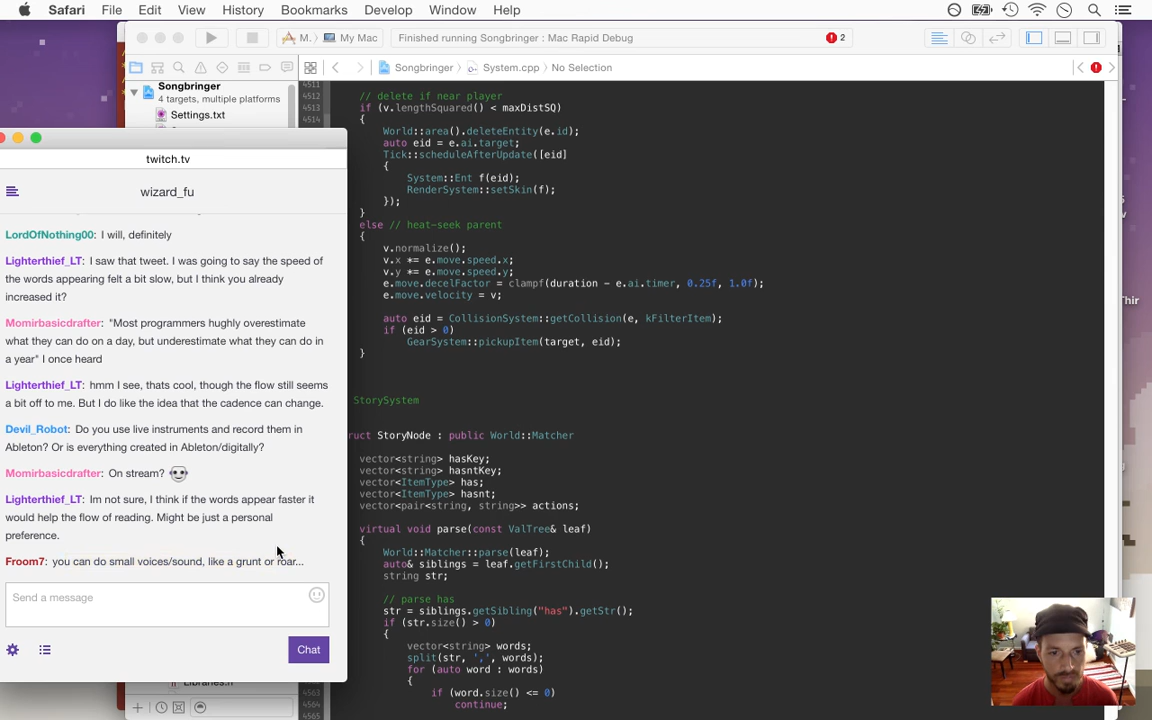 Safari File Edit View History Bookmarks Develop Window Help
M. My Mac
Finished running Songbringer : Mac Rapid Debug
2
Songbringer
4 targets, multiple platforms
Settings.txt
Songbringer System.cpp No Selection
twitch.tv
wizard_fu
LordOfNothing00: I will, definitely
Lighterthief_LT: I saw that tweet. I was going to say the speed of
the words appearing felt a bit slow, but I think you already
increased it?
Momirbasicdrafter: "Most programmers hughly overestimate
what they can do on a day, but underestimate what they can do in
a year" I once heard
Lighterthief_LT: hmm I see, thats cool, though the flow still seems
a bit off to me. But I do like the idea that the cadence can change.
Devil_Robot: Do you use live instruments and record them in
Ableton? Or is everything created in Ableton/digitally?
Momirbasicdrafter: On stream?
Lighterthief_LT: Im not sure, I think if the words appear faster it
would help the flow of reading. Might be just a personal
preference.
Froom7: you can do small voices/sound, like a grunt or roar...
Send a message
Chat
4511
4512
4513
4514
// delete if near player
if (v.lengthSquared() < maxDistSQ)
{
World::area().deleteEntity(e.id);
auto eid = e.ai.target;
Tick::scheduleAfterUpdate([eid]
{
System::Ent f(eid);
RenderSystem::setSkin(f);
});
}
else // heat-seek parent
{
v.normalize();
v.x *= e.move.speed.x;
v.y *= e.move.speed.y;
e.move.decelFactor = clampf(duration - e.ai.timer, 0.25f, 1.0f);
e.move.velocity = v;
auto eid = CollisionSystem::getCollision(e, kFilterItem);
if (eid > 0)
GearSystem::pickupItem(target, eid);
}
StorySystem
ruct StoryNode : public World::Matcher
vector<string> hasKey;
vector<string> hasntKey;
vector<ItemType> has;
vector<ItemType> hasnt;
vector<pair<string, string>> actions;
virtual void parse(const ValTree& leaf)
{
World::Matcher::parse(leaf);
auto& siblings = leaf.getFirstChild();
string str;
// parse has
str = siblings.getSibling("has").getStr();
if (str.size() > 0)
{
vector<string> words;
split(str, ',', words);
for (auto word : words)
{
if (word.size() <= 0)
continue;
4563
4564
4565